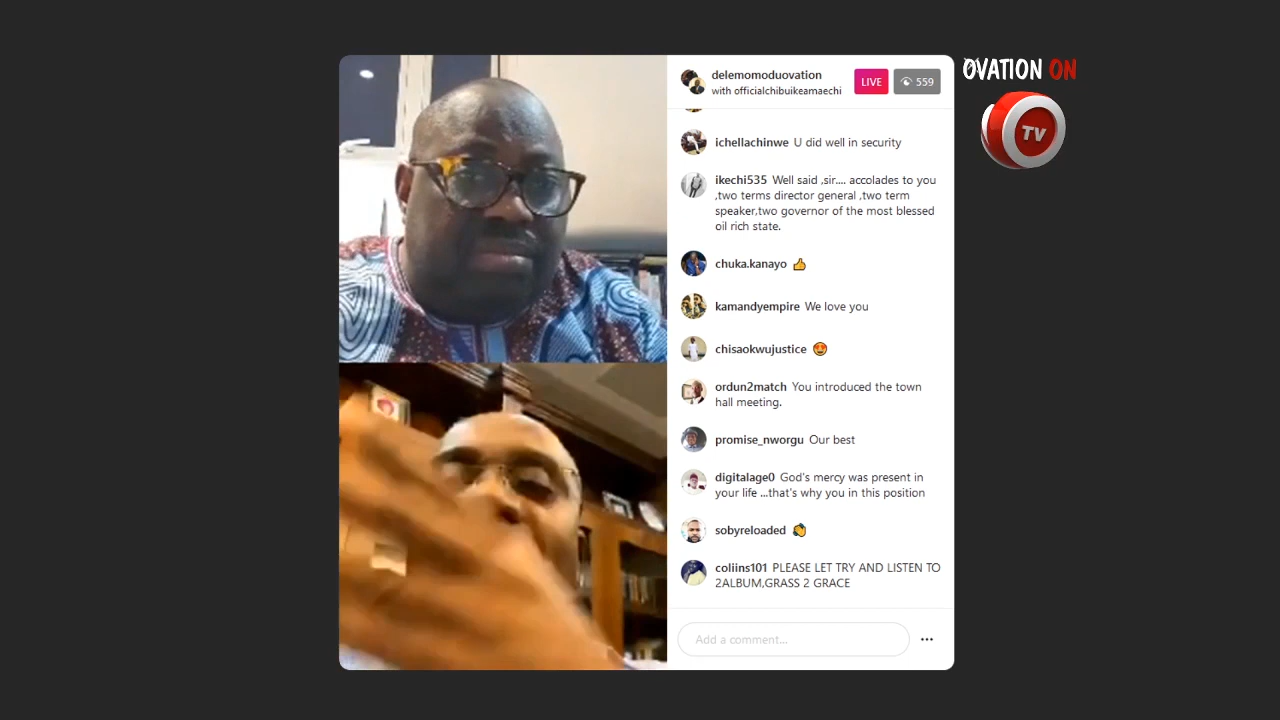 OVATION ON
TV
delemomoduovation
with officialchibuikeamaechi
LIVE
559
ichellachinwe U did well in security
ikechi535 Well said ,sir.... accolades to you
,two terms director general ,two term
speaker,two governor of the most blessed
oil rich state.
chuka.kanayo 👍
kamandyempire We love you
chisaokwujustice 😍
ordun2match You introduced the town
hall meeting.
promise_nworgu Our best
digitalage0 God's mercy was present in
your life ...that's why you in this position
sobyreloaded 👏
coliins101 PLEASE LET TRY AND LISTEN TO
2ALBUM,GRASS 2 GRACE
Add a comment...